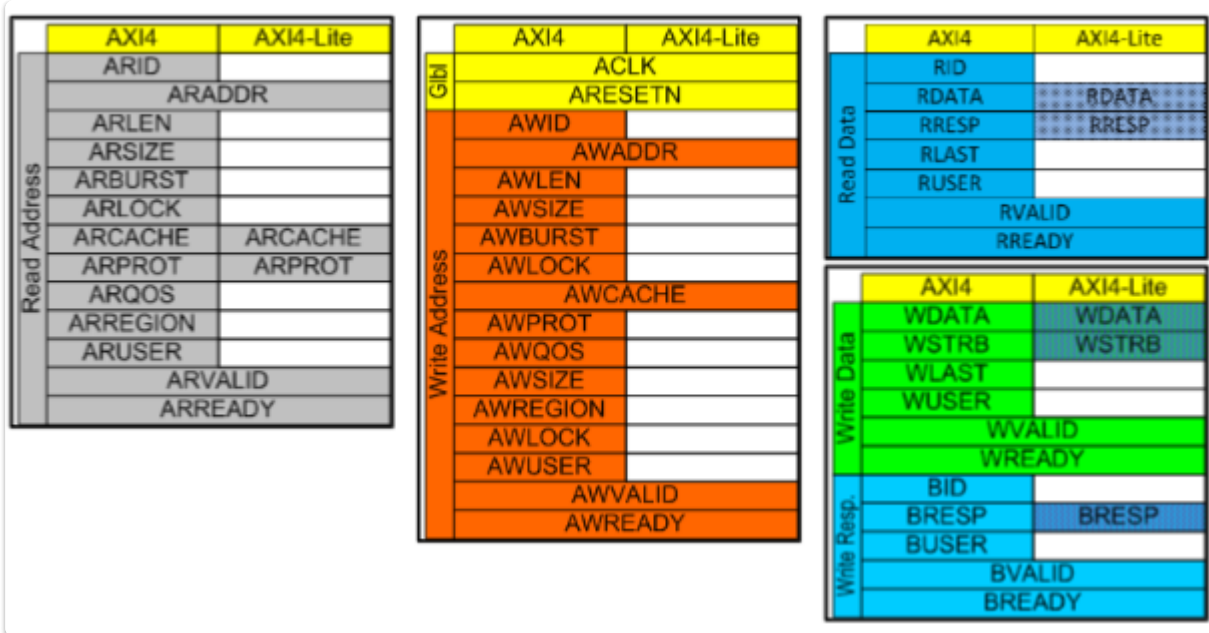 AXI4 AXI4-Lite
Read Address
ARID
ARADDR
ARLEN
ARSIZE
ARBURST
ARLOCK
ARCACHE ARCACHE
ARPROT ARPROT
ARQOS
ARREGION
ARUSER
ARVALID
ARREADY
AXI4 AXI4-Lite
Glbl
ACLK
ARESETN
Write Address
AWID
AWADDR
AWLEN
AWSIZE
AWBURST
AWLOCK
AWCACHE
AWPROT
AWQOS
AWSIZE
AWREGION
AWLOCK
AWUSER
AWVALID
AWREADY
AXI4 AXI4-Lite
Read Data
RID
RDATA RDATA
RRESP RRESP
RLAST
RUSER
RVALID
RREADY
AXI4 AXI4-Lite
Write Data
WDATA WDATA
WSTRB WSTRB
WLAST
WUSER
WVALID
WREADY
Write Resp.
BID
BRESP BRESP
BUSER
BVALID
BREADY